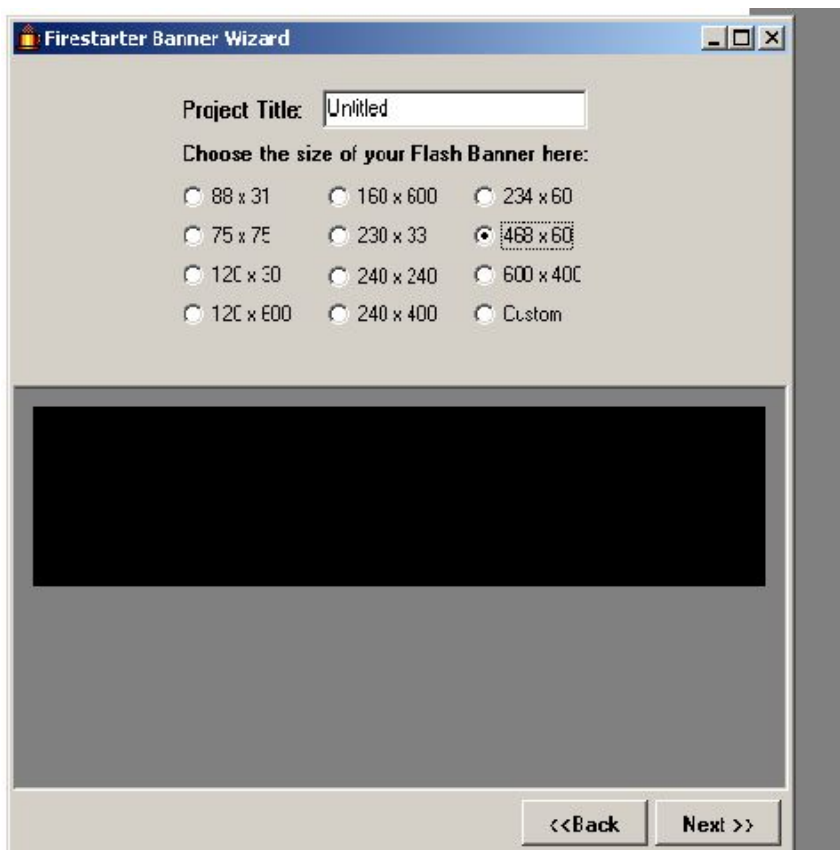 Firestarter Banner Wizard
Project Title: Untitled
Choose the size of your Flash Banner here:
88 x 31 160 x 600 234 x 60
75 x 75 230 x 33 468 x 60
120 x 30 240 x 240 600 x 400
120 x 600 240 x 400 Custom
<<Back Next >>